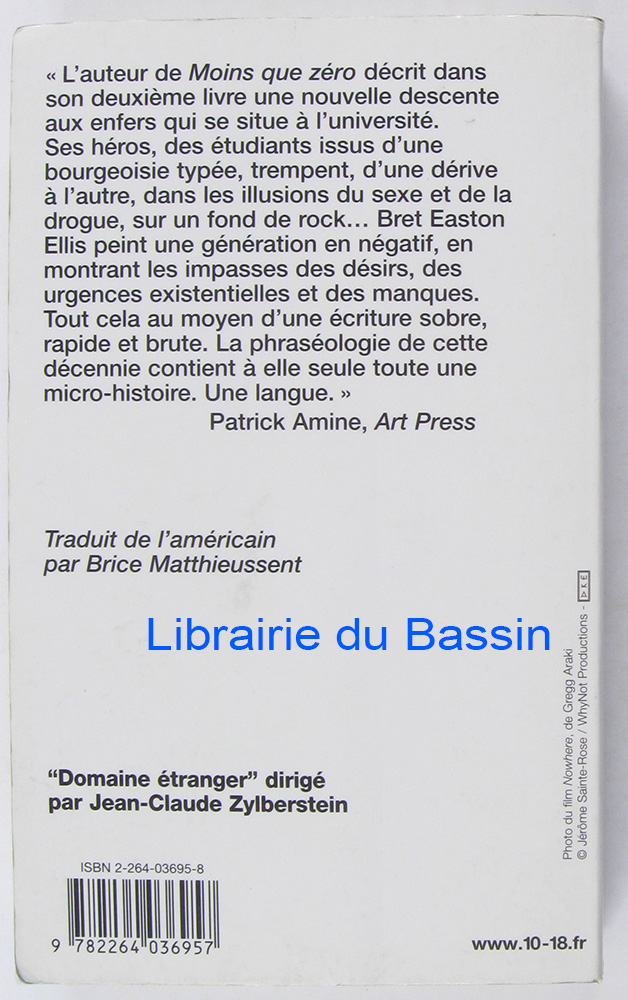 « L'auteur de Moins que zéro décrit dans
son deuxième livre une nouvelle descente
aux enfers qui se situe à l'université.
Ses héros, des étudiants issus d'une
bourgeoisie typée, trempent, d'une dérive
à l'autre, dans les illusions du sexe et de la
drogue, sur un fond de rock... Bret Easton
Ellis peint une génération en négatif, en
montrant les impasses des désirs, des
urgences existentielles et des manques.
Tout cela au moyen d'une écriture sobre,
rapide et brute. La phraséologie de cette
décennie contient à elle seule toute une
micro-histoire. Une langue. »
Patrick Amine, Art Press
Traduit de l'américain
par Brice Matthieussent
Librairie du Bassin
"Domaine étranger" dirigé
par Jean-Claude Zylberstein
Photo du film Nowhere, de Gregg Araki
© Jérôme Sainte-Rose / WhyNot Productions -
ISBN 2-264-03695-8
9 782264 036957
www.10-18.fr